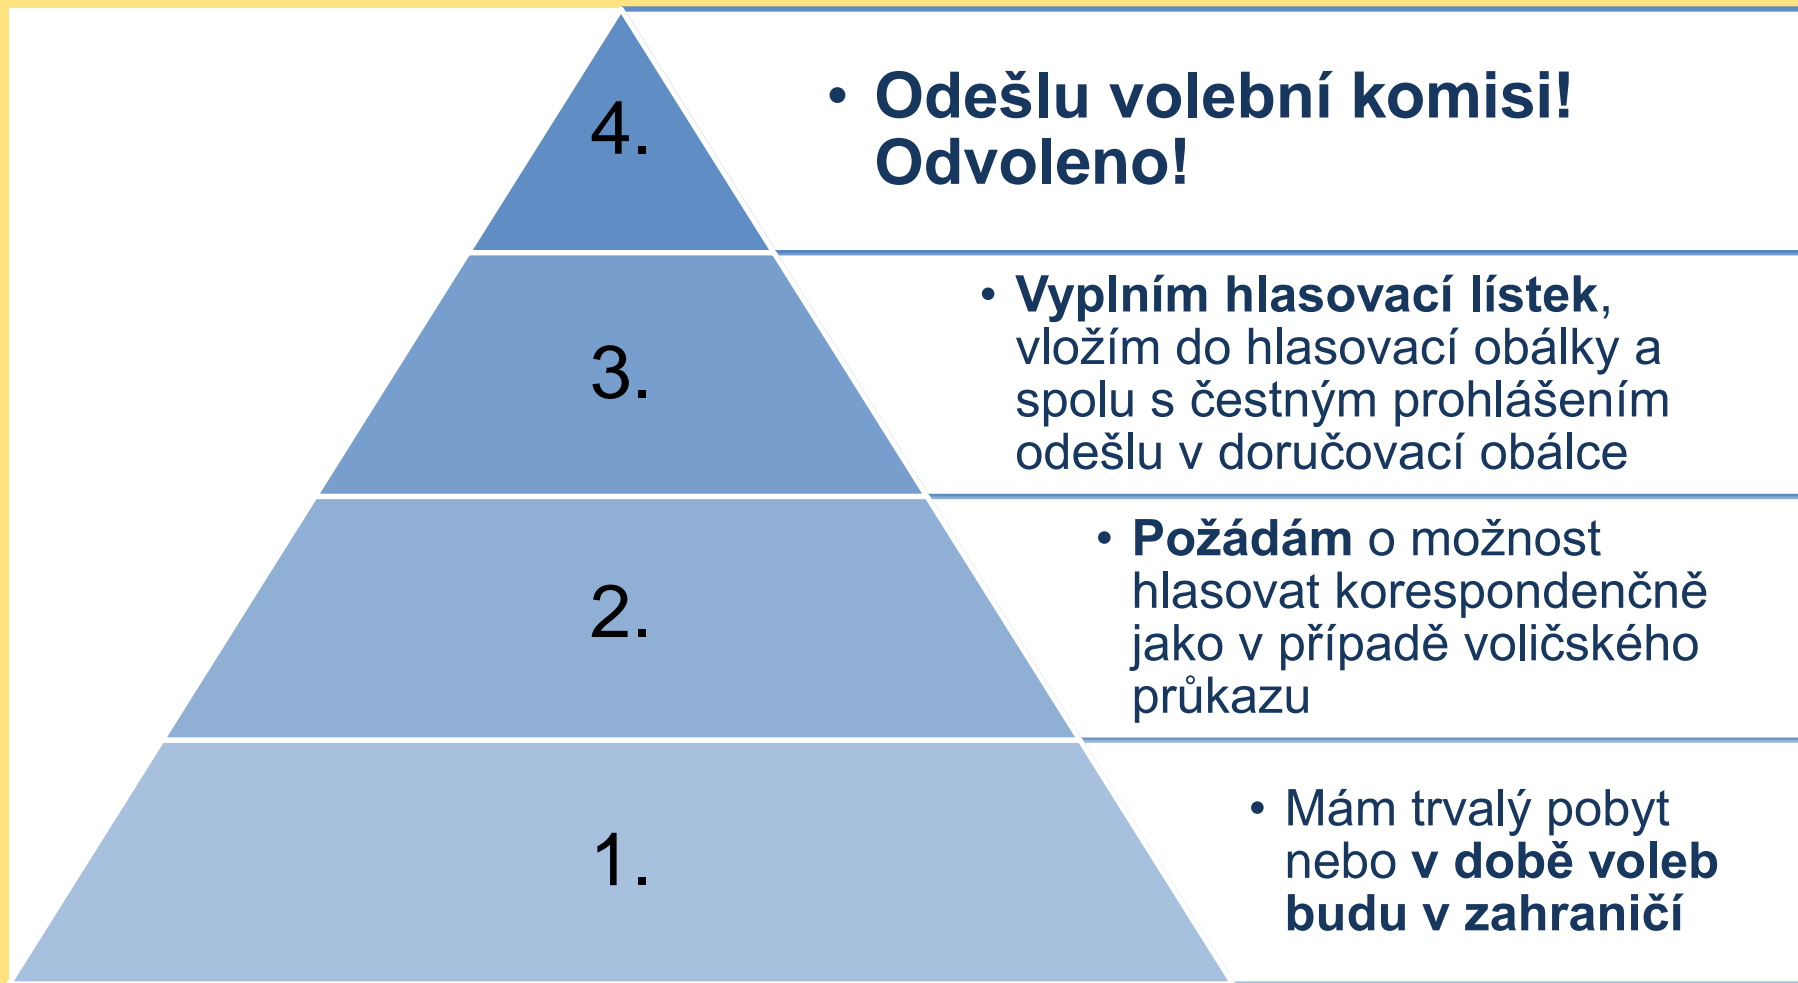 4.
• Odešlu volební komisi!
Odvoleno!
3.
• Vyplním hlasovací lístek,
vložím do hlasovací obálky a
spolu s čestným prohlášením
odešlu v doručovací obálce
2.
• Požádám o možnost
hlasovat korespondenčně
jako v případě voličského
průkazu
1.
• Mám trvalý pobyt
nebo v době voleb
budu v zahraničí